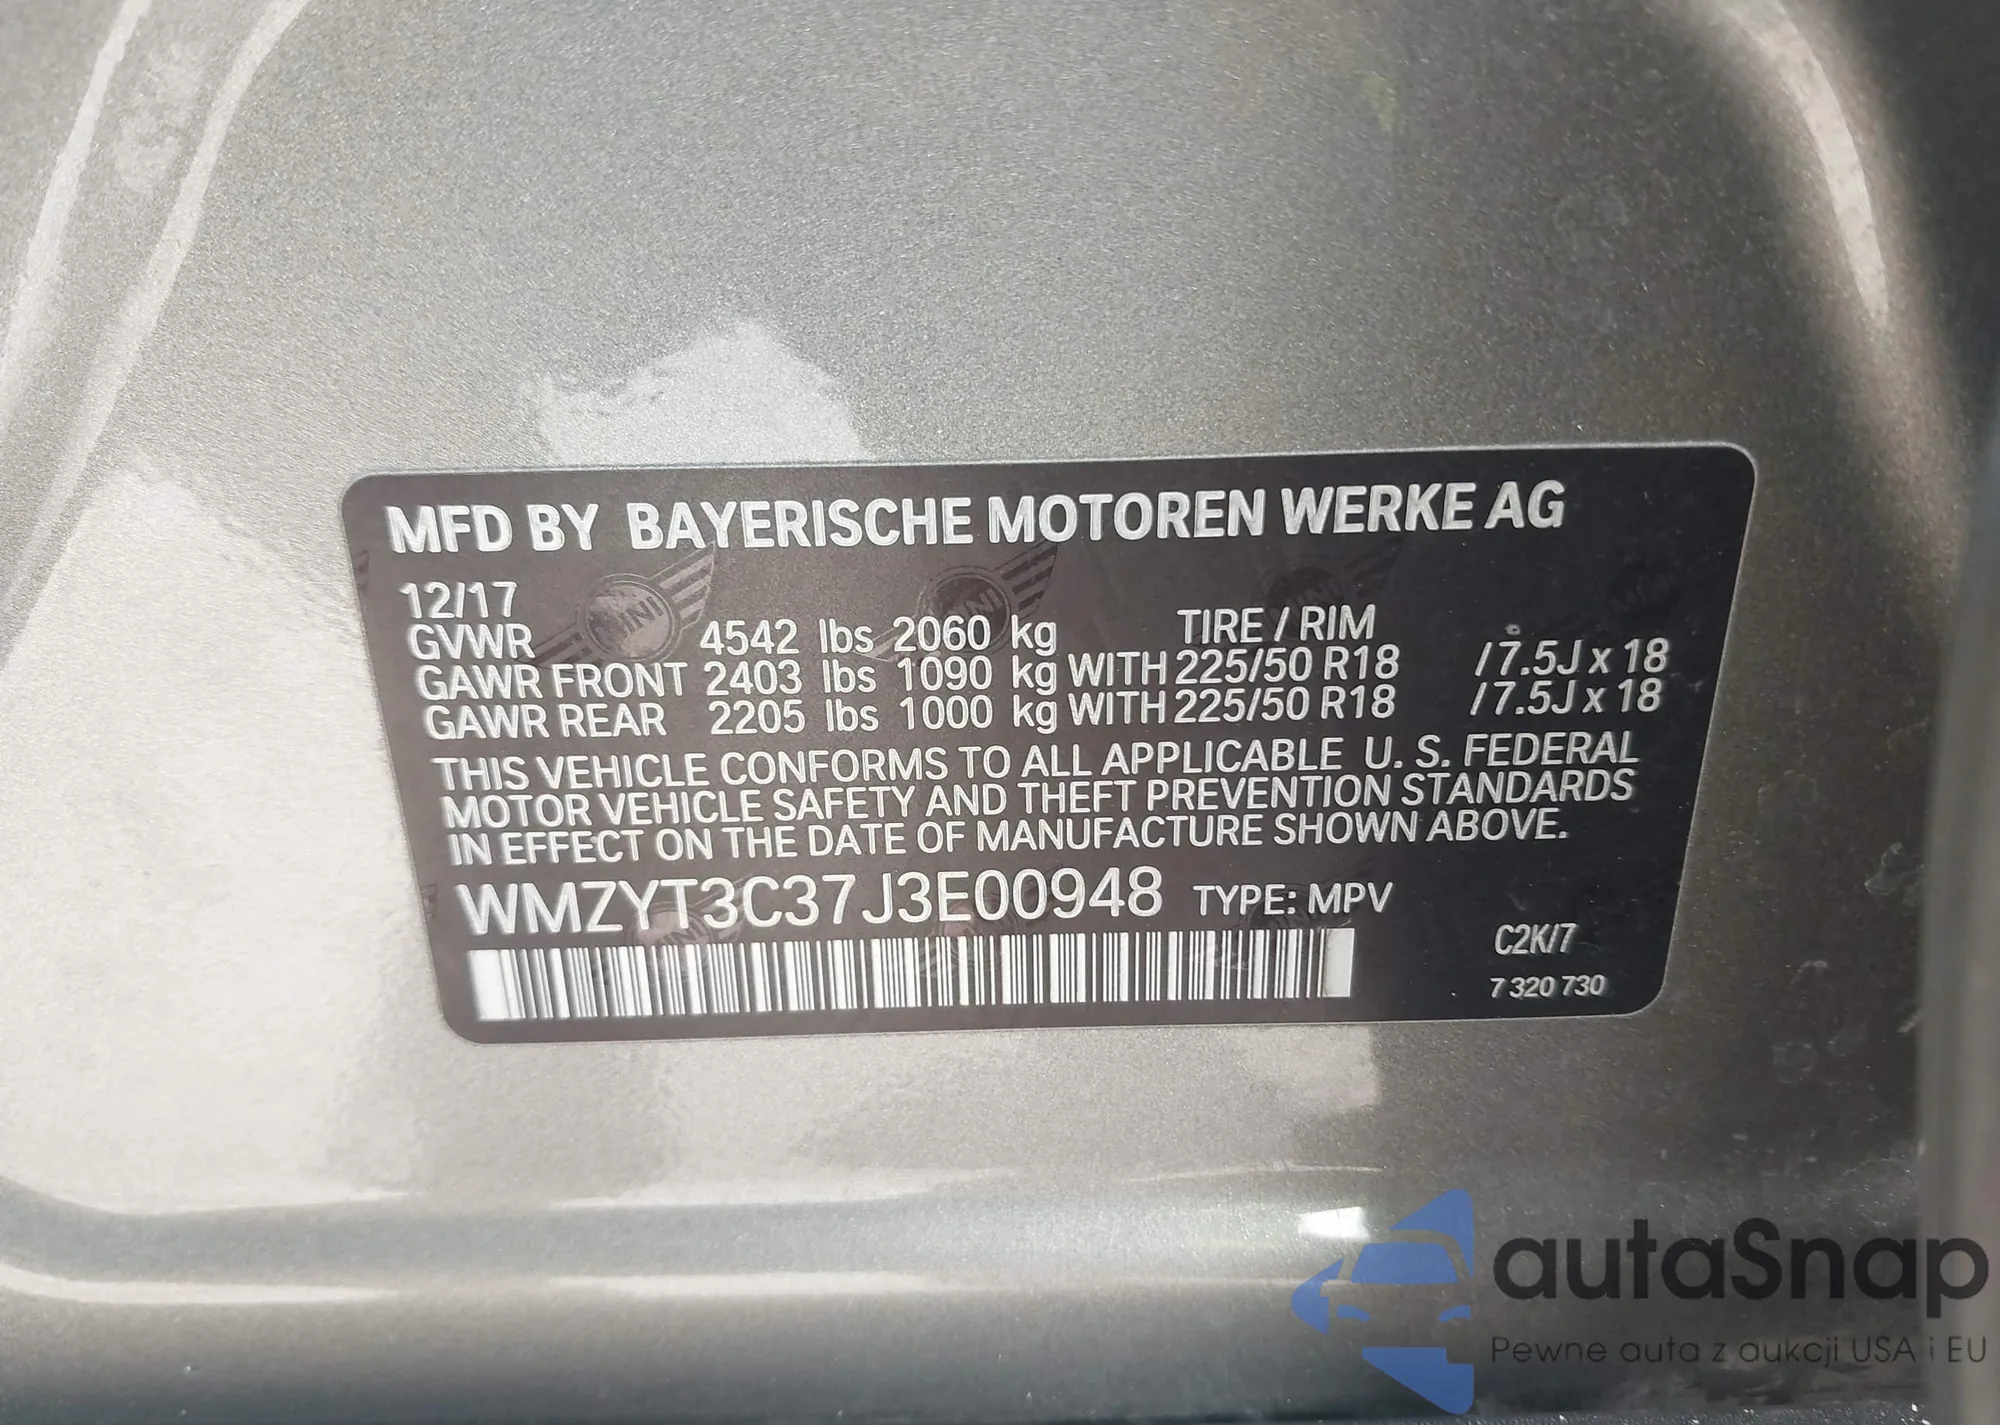 MFD BY BAYERISCHE MOTOREN WERKE AG
12/17
GVWR 4542 lbs 2060 kg TIRE / RIM
GAWR FRONT 2403 lbs 1090 kg WITH 225/50 R18 / 7.5J x 18
GAWR REAR 2205 lbs 1000 kg WITH 225/50 R18 / 7.5J x 18
THIS VEHICLE CONFORMS TO ALL APPLICABLE U. S. FEDERAL
MOTOR VEHICLE SAFETY AND THEFT PREVENTION STANDARDS
IN EFFECT ON THE DATE OF MANUFACTURE SHOWN ABOVE.
WMZYT3C37J3E00948 TYPE: MPV
C2K/7
7 320 730
MINI
MINI
MINI
MINI
autaSnap
Pewne auta z aukcji USA i EU